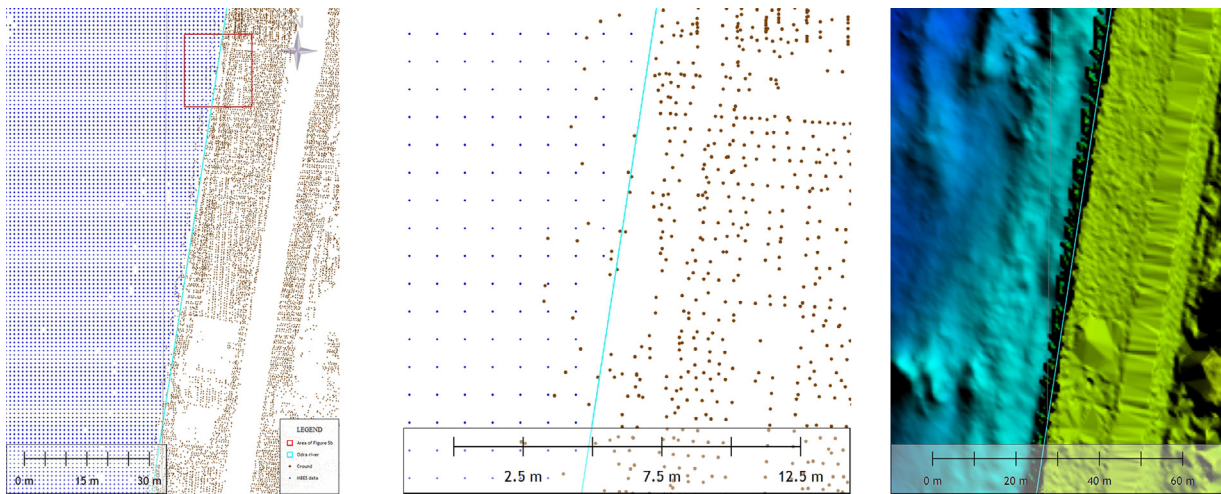 N
LEGEND
Area of Figure 5b
Odra river
Ground
MBES data
0 m 15 m 30 m
2.5 m 7.5 m 12.5 m
0 m 20 m 40 m 60 m